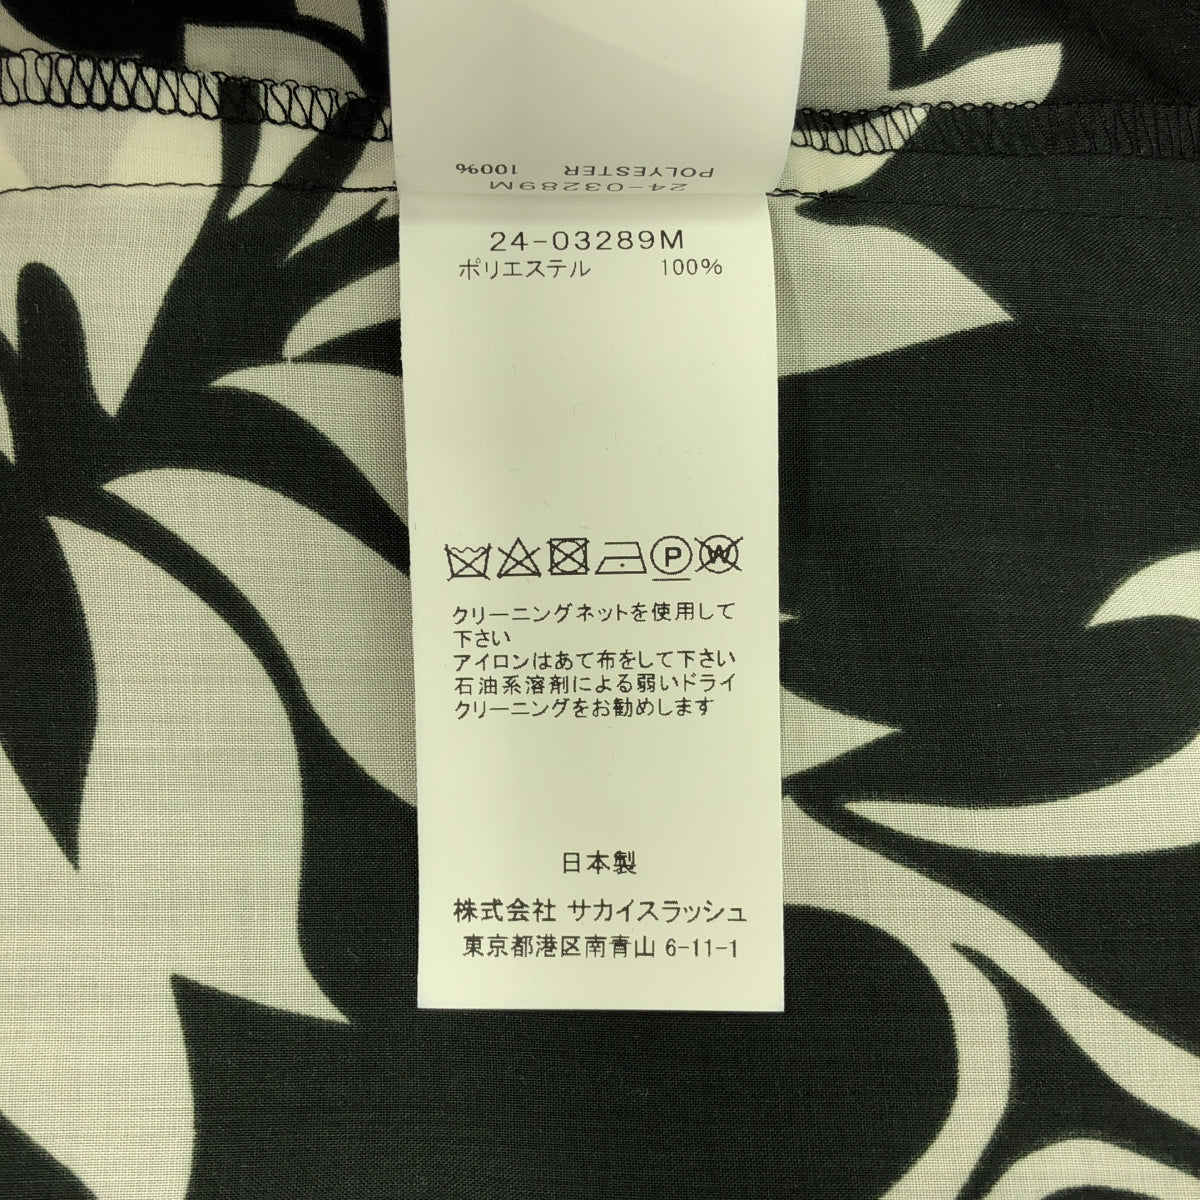 POLYESTER 100%
24-03289M
24-03289M
ポリエステル 100%
P W
クリーニングネットを使用して
下さい
アイロンはあて布をして下さい
石油系溶剤による弱いドライ
クリーニングをお勧めします
日本製
株式会社 サカイスラッシュ
東京都港区南青山 6-11-1